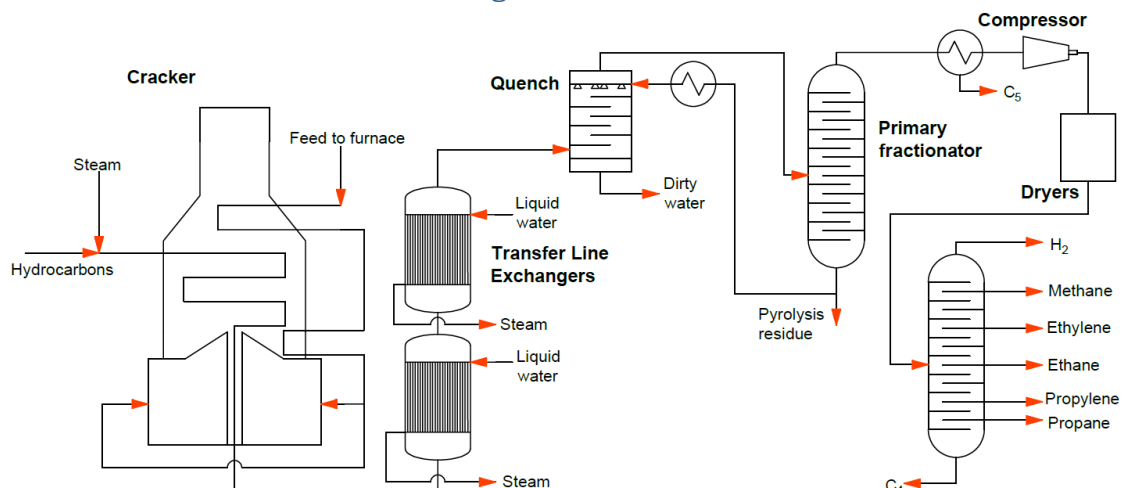 Compressor
Cracker
Quench
C5
Feed to furnace
Primary
fractionator
Steam
Dirty
water
Dryers
Liquid
water
H2
Transfer Line
Exchangers
Hydrocarbons
Methane
Pyrolysis
residue
Steam
Ethylene
Liquid
water
Ethane
Propylene
Propane
Steam